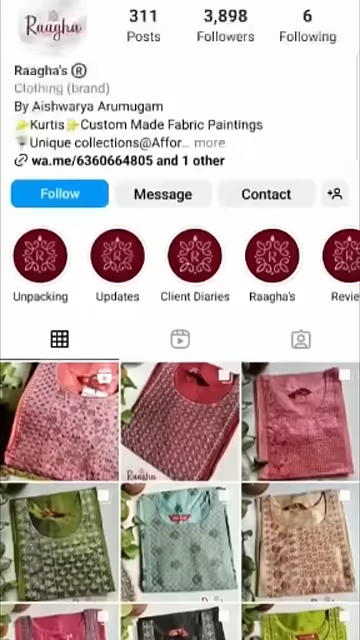 Raagha
311
3,898
6
Posts
Followers
Following
Raagha's ®
Clothing (brand)
By Aishwarya Arumugam
Kurtis Custom Made Fabric Paintings
Unique collections@Affor... more
wa.me/6360664805 and 1 other
Follow
Message
Contact
Unpacking
Updates
Client Diaries
Raagha's
Revie
Raagha